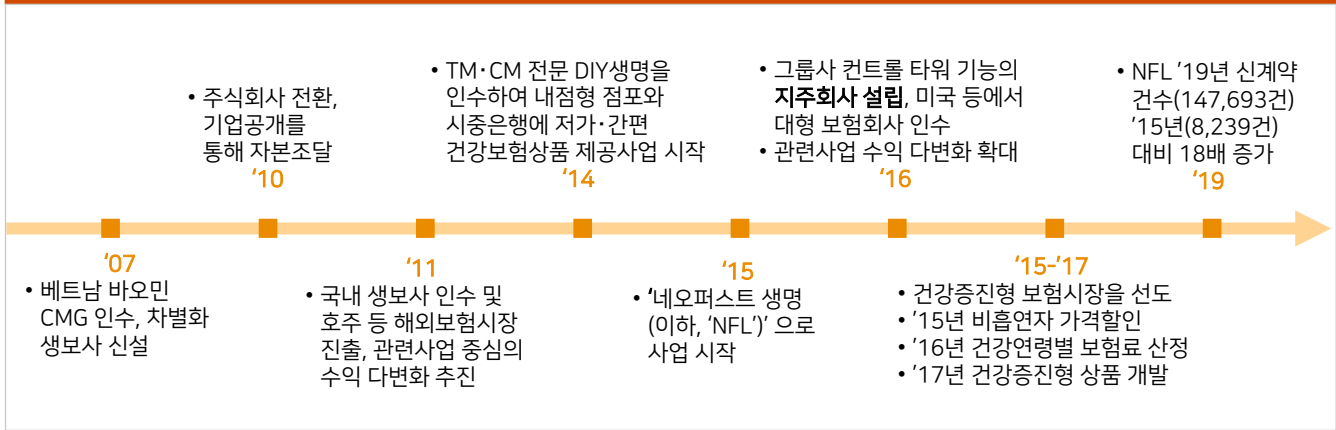 • 주식회사 전환,
기업공개를
통해 자본조달
‘10
• TM·CM 전문 DIY생명을
인수하여 내점형 점포와
시중은행에 저가·간편
건강보험상품 제공사업 시작
‘14
• 그룹사 컨트롤 타워 기능의
지주회사 설립, 미국 등에서
대형 보험회사 인수
• 관련사업 수익 다변화 확대
‘16
• NFL ’19년 신계약
건수(147,693건)
’15년(8,239건)
대비 18배 증가
‘19
‘07
• 베트남 바오민
CMG 인수, 차별화
생보사 신설
‘11
• 국내 생보사 인수 및
호주 등 해외보험시장
진출, 관련사업 중심의
수익 다변화 추진
‘15
• ‘네오퍼스트 생명
(이하, ‘NFL’)’ 으로
사업 시작
‘15-’17
• 건강증진형 보험시장을 선도
• ’15년 비흡연자 가격할인
• ’16년 건강연령별 보험료 산정
• ’17년 건강증진형 상품 개발